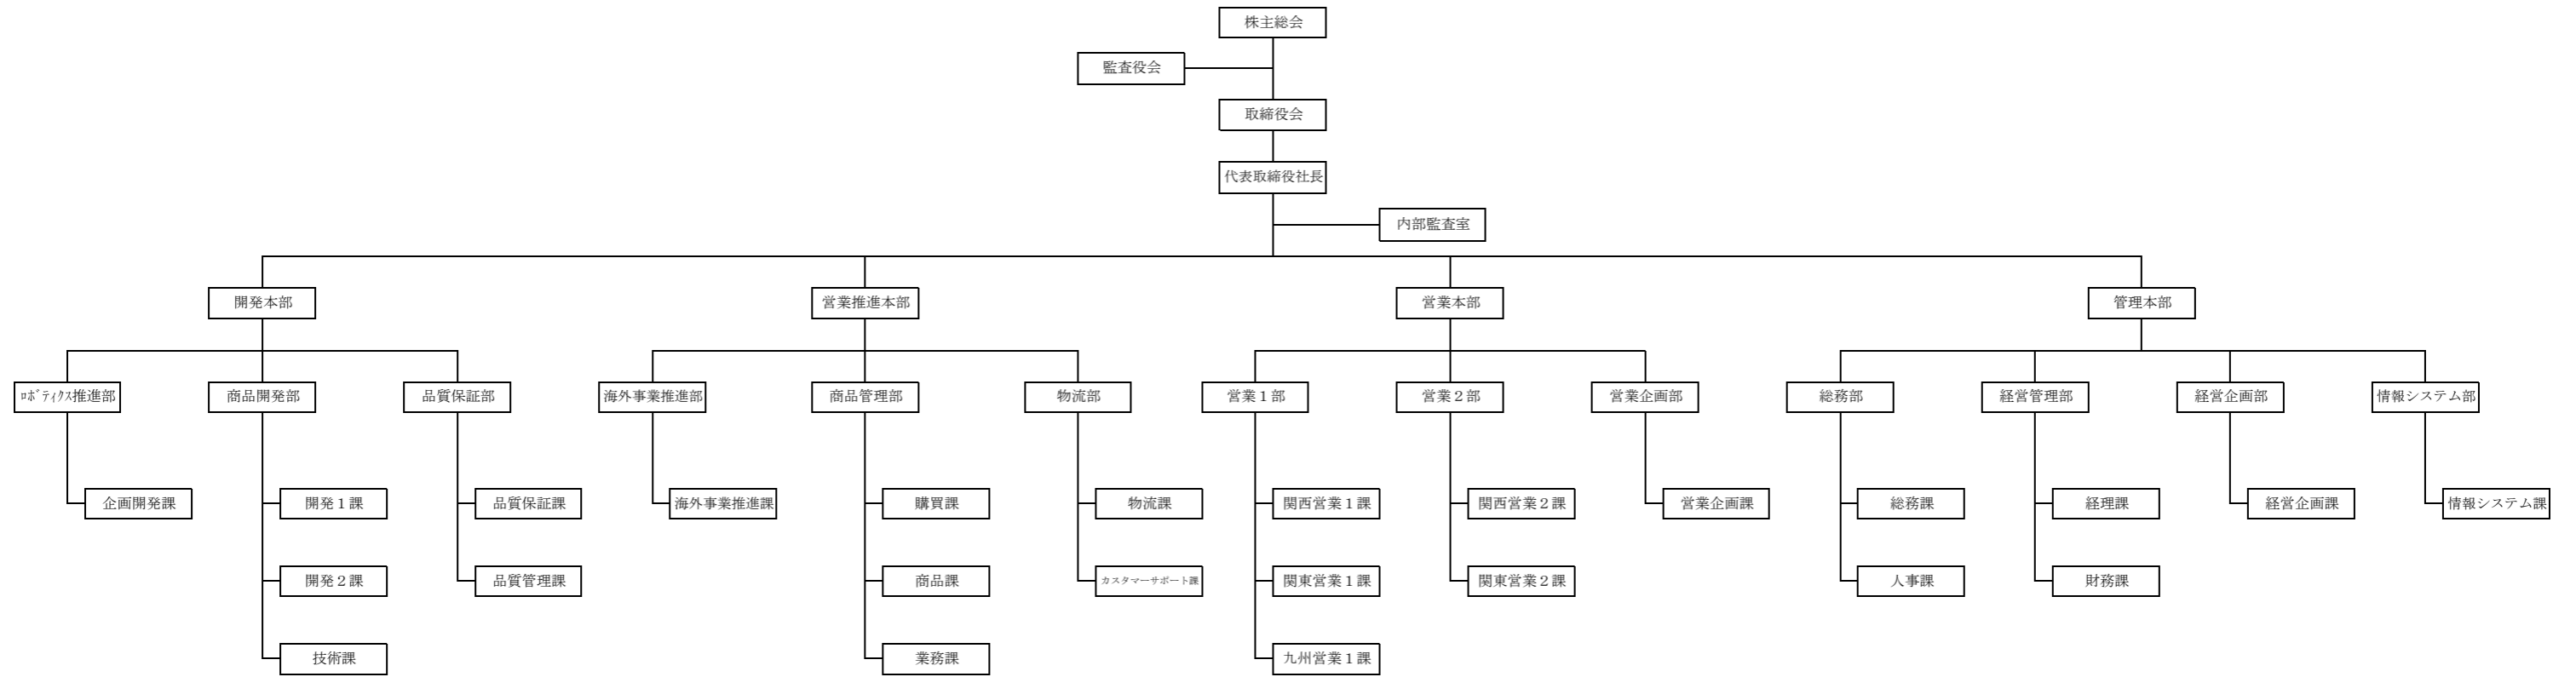 株主総会
監査役会
取締役会
代表取締役社長
内部監査室
開発本部
営業推進本部
営業本部
管理本部
ﾛﾎﾞﾃｨｸｽ推進部
商品開発部
品質保証部
海外事業推進部
商品管理部
物流部
営業１部
営業２部
営業企画部
総務部
経営管理部
経営企画部
情報システム部
企画開発課
開発１課
品質保証課
海外事業推進課
購買課
物流課
関西営業１課
関西営業２課
営業企画課
総務課
経理課
経営企画課
情報システム課
開発２課
品質管理課
商品課
カスタマーサポート課
関東営業１課
関東営業２課
人事課
財務課
技術課
業務課
九州営業１課